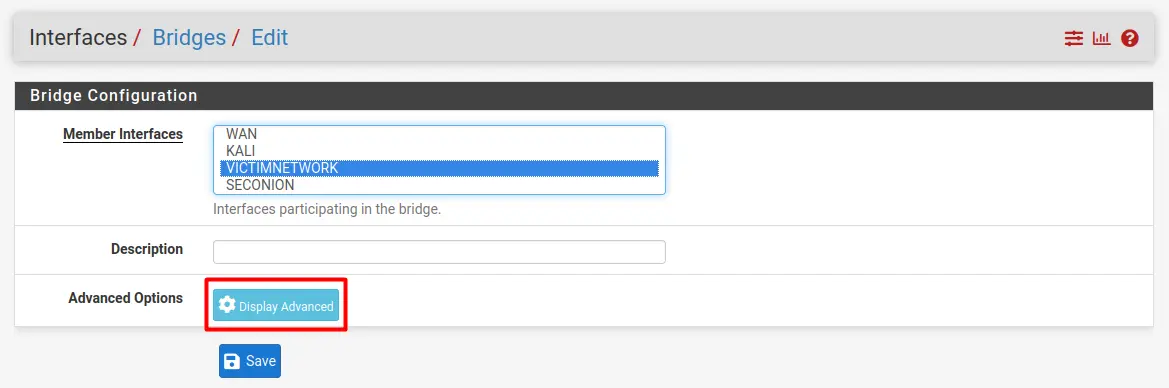 Interfaces / Bridges / Edit
Bridge Configuration
Member Interfaces
WAN
KALI
VICTIMNETWORK
SECONION
Interfaces participating in the bridge.
Description
Advanced Options
Display Advanced
Save